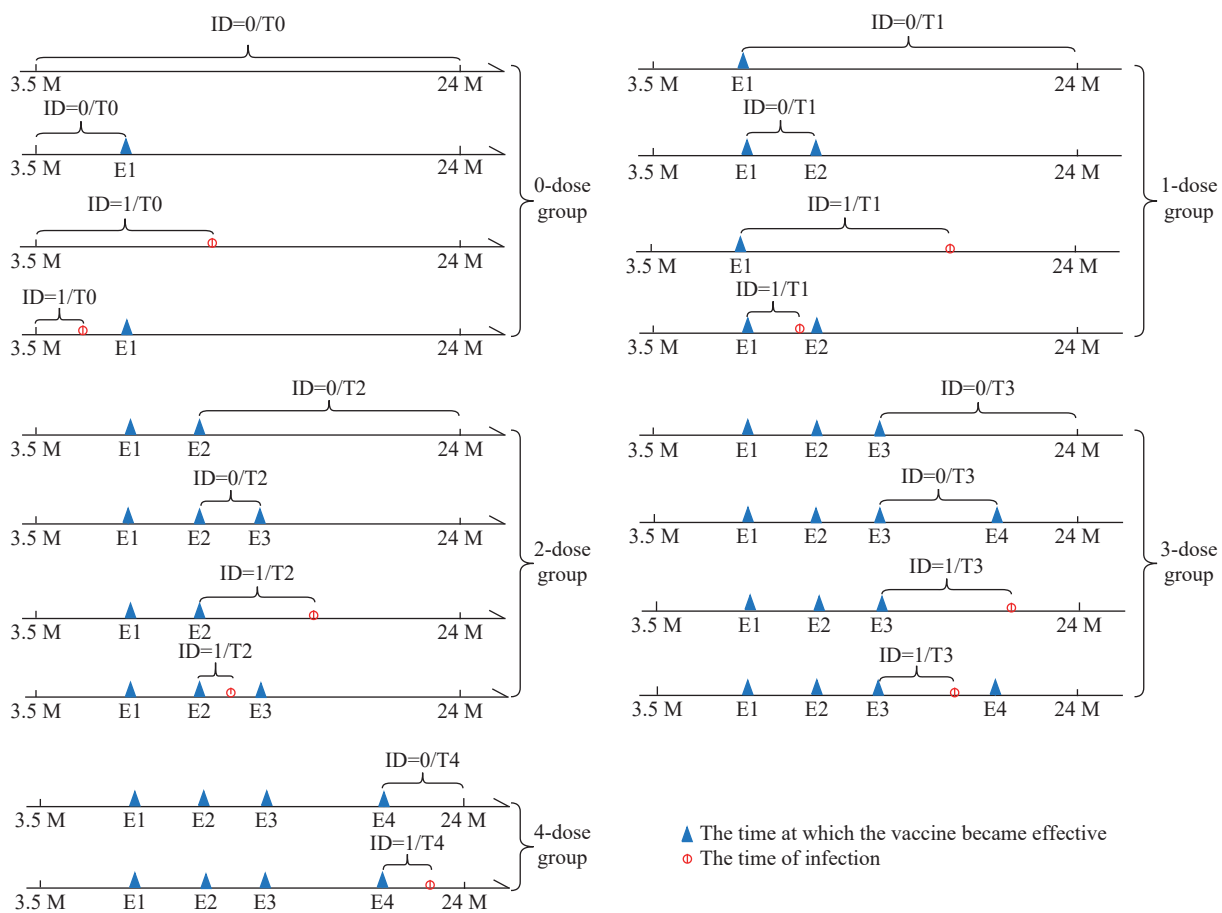 ID=0/T0
3.5 M 24 M
ID=0/T0
3.5 M E1 24 M
ID=1/T0
3.5 M 24 M
ID=1/T0
3.5 M E1 24 M
0-dose
group
ID=0/T1
3.5 M E1 24 M
ID=0/T1
3.5 M E1 E2 24 M
ID=1/T1
3.5 M E1 24 M
ID=1/T1
3.5 M E1 E2 24 M
1-dose
group
ID=0/T2
3.5 M E1 E2 24 M
ID=0/T2
3.5 M E1 E2 E3 24 M
ID=1/T2
3.5 M E1 E2 24 M
ID=1/T2
3.5 M E1 E2 E3 24 M
2-dose
group
ID=0/T3
3.5 M E1 E2 E3 24 M
ID=0/T3
3.5 M E1 E2 E3 E4 24 M
ID=1/T3
3.5 M E1 E2 E3 24 M
ID=1/T3
3.5 M E1 E2 E3 E4 24 M
3-dose
group
ID=0/T4
3.5 M E1 E2 E3 E4 24 M
ID=1/T4
3.5 M E1 E2 E3 E4 24 M
4-dose
group
The time at which the vaccine became effective
The time of infection